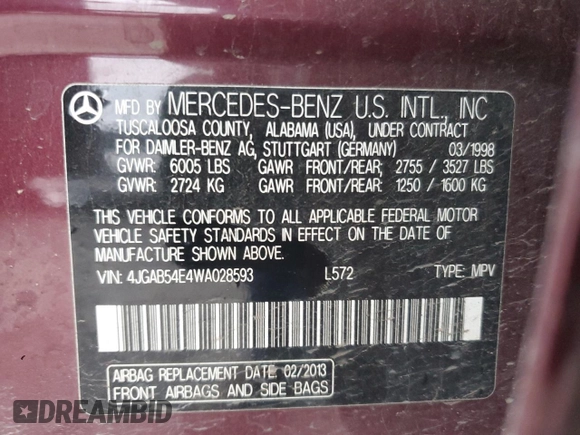 MFD BY MERCEDES-BENZ U.S. INTL., INC
TUSCALOOSA COUNTY, ALABAMA (USA), UNDER CONTRACT
FOR DAIMLER-BENZ AG, STUTTGART (GERMANY) 03/1998
GVWR: 6005 LBS GAWR FRONT/REAR; 2755 / 3527 LBS
GVWR: 2724 KG GAWR FRONT/REAR; 1250 / 1600 KG
THIS VEHICLE CONFORMS TO ALL APPLICABLE FEDERAL MOTOR
VEHICLE SAFETY STANDARDS IN EFFECT ON THE DATE OF
MANUFACTURE SHOWN ABOVE.
VIN: 4JGAB54E4WA028593 L572 TYPE: MPV
AIRBAG REPLACEMENT DATE: 02/2013
FRONT AIRBAGS AND SIDE BAGS
DREAMBID